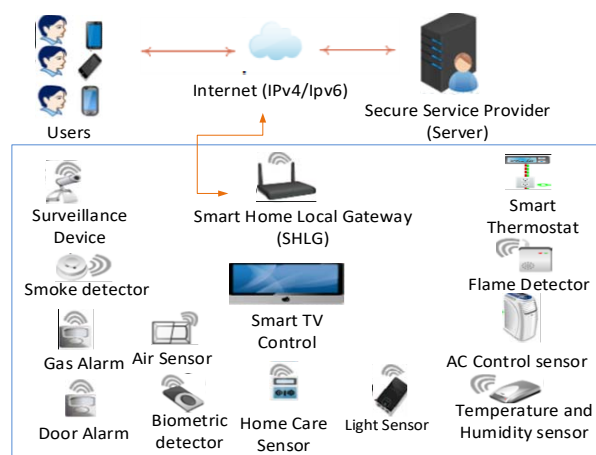 Users
Internet (IPv4/Ipv6)
Secure Service Provider
(Server)
Surveillance
Device
Smart Home Local Gateway
(SHLG)
Smart
Thermostat
Smoke detector
Smart TV
Control
Flame Detector
Gas Alarm
Air Sensor
AC Control sensor
Door Alarm
Biometric
detector
Home Care
Sensor
Light Sensor
Temperature and
Humidity sensor